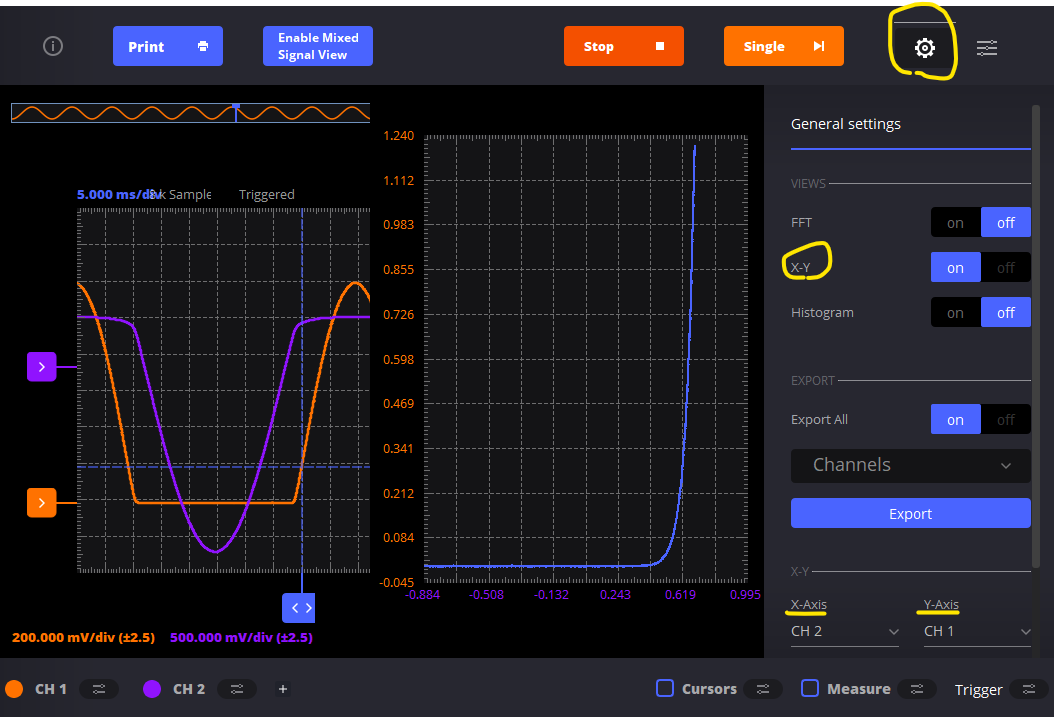 Print
Enable Mixed
Signal View
Stop
Single
5.000 ms/div
Sample
Triggered
200.000 mV/div (±2.5)
500.000 mV/div (±2.5)
1.240
1.112
0.983
0.855
0.726
0.598
0.469
0.341
0.212
0.084
-0.045
-0.884 -0.508 -0.132 0.243 0.619 0.995
General settings
VIEWS
FFT on off
X-Y on off
Histogram on off
EXPORT
Export All on off
Channels
Export
X-Y
X-Axis Y-Axis
CH 2 CH 1
CH 1 CH 2 + Cursors Measure Trigger